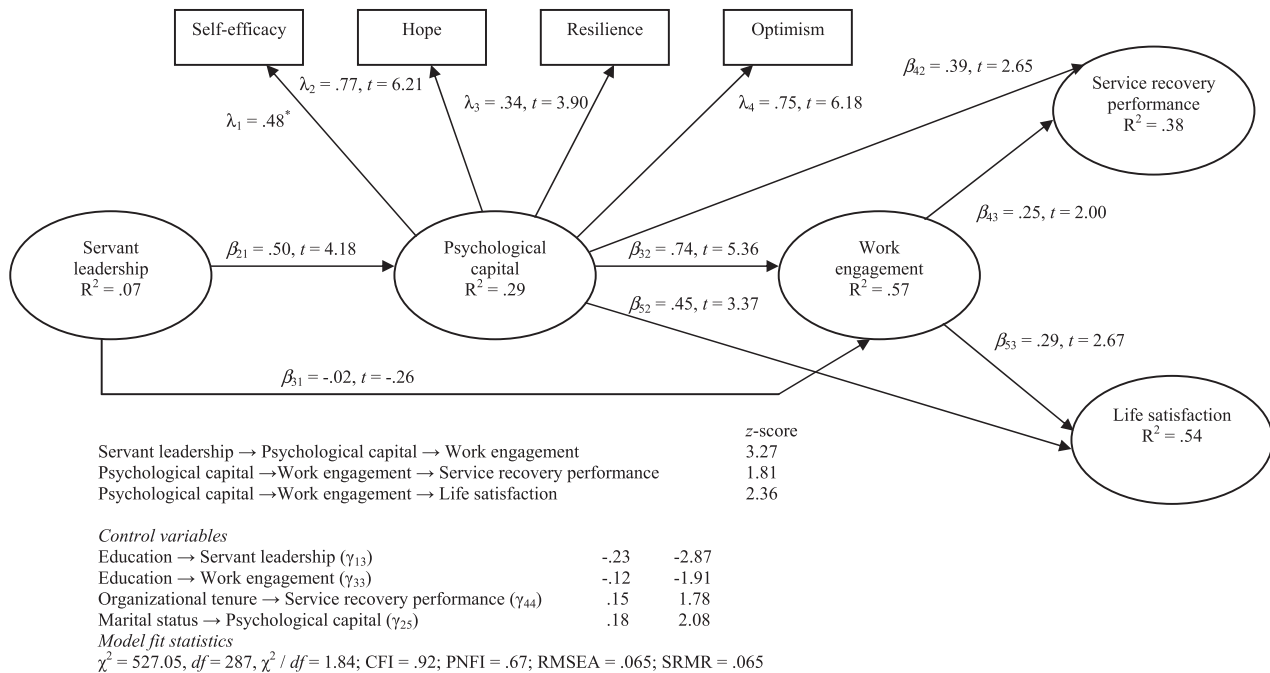 Self-efficacy
Hope
Resilience
Optimism
λ₂ = .77, t = 6.21
λ₁ = .48*
λ₃ = .34, t = 3.90
λ₄ = .75, t = 6.18
β₄₂ = .39, t = 2.65
Service recovery
performance
R² = .38
β₄₃ = .25, t = 2.00
Servant
leadership
R² = .07
β₂₁ = .50, t = 4.18
Psychological
capital
R² = .29
β₃₂ = .74, t = 5.36
Work
engagement
R² = .57
β₅₂ = .45, t = 3.37
β₅₃ = .29, t = 2.67
β₃₁ = -.02, t = -.26
Life satisfaction
R² = .54
z-score
Servant leadership → Psychological capital → Work engagement 3.27
Psychological capital →Work engagement → Service recovery performance 1.81
Psychological capital →Work engagement → Life satisfaction 2.36
Control variables
Education → Servant leadership (γ₁₃) -.23 -2.87
Education → Work engagement (γ₃₃) -.12 -1.91
Organizational tenure → Service recovery performance (γ₄₄) .15 1.78
Marital status → Psychological capital (γ₂₅) .18 2.08
Model fit statistics
χ² = 527.05, df = 287, χ² / df = 1.84; CFI = .92; PNFI = .67; RMSEA = .065; SRMR = .065